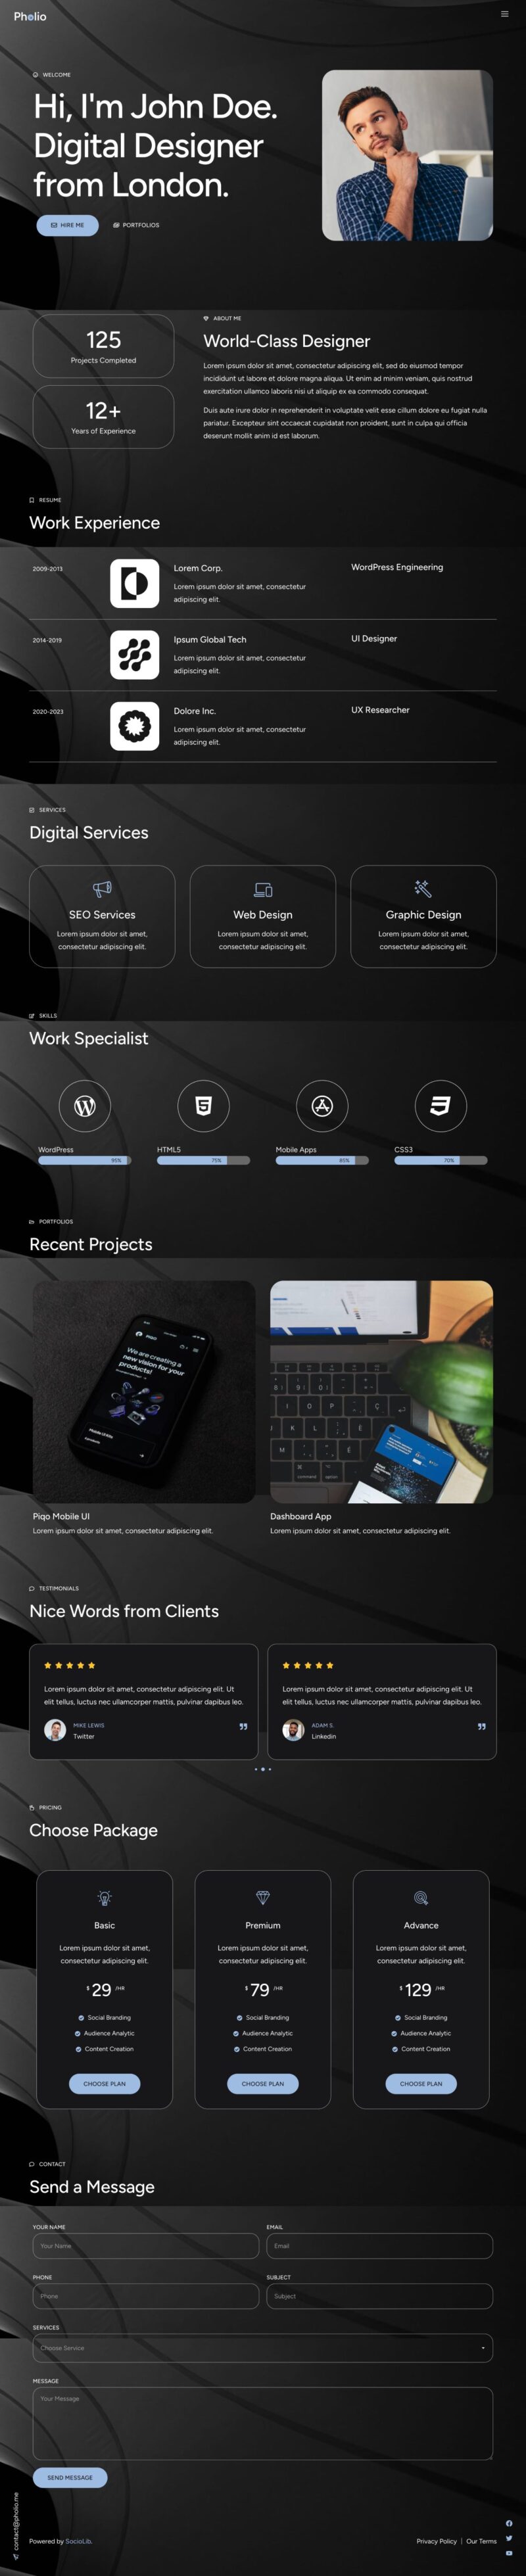 Pholio
WELCOME
Hi, I'm John Doe.
Digital Designer
from London.
HIRE ME
PORTFOLIOS
125
Projects Completed
12+
Years of Experience
ABOUT ME
World-Class Designer
Lorem ipsum dolor sit amet, consectetur adipiscing elit, sed do eiusmod tempor
incididunt ut labore et dolore magna aliqua. Ut enim ad minim veniam, quis nostrud
exercitation ullamco laboris nisi ut aliquip ex ea commodo consequat.
Duis aute irure dolor in reprehenderit in voluptate velit esse cillum dolore eu fugiat nulla
pariatur. Excepteur sint occaecat cupidatat non proident, sunt in culpa qui officia
deserunt mollit anim id est laborum.
RESUME
Work Experience
2009-2013
Lorem Corp.
Lorem ipsum dolor sit amet, consectetur
adipiscing elit.
WordPress Engineering
2014-2019
Ipsum Global Tech
Lorem ipsum dolor sit amet, consectetur
adipiscing elit.
UI Designer
2020-2023
Dolore Inc.
Lorem ipsum dolor sit amet, consectetur
adipiscing elit.
UX Researcher
SERVICES
Digital Services
SEO Services
Lorem ipsum dolor sit amet,
consectetur adipiscing elit.
Web Design
Lorem ipsum dolor sit amet,
consectetur adipiscing elit.
Graphic Design
Lorem ipsum dolor sit amet,
consectetur adipiscing elit.
SKILLS
Work Specialist
WordPress
95%
HTML5
75%
Mobile Apps
85%
CSS3
70%
PORTFOLIOS
Recent Projects
Piqo
We are creating a
new vision for your
products!
Mobile UI Kits
Piqo Mobile UI
Lorem ipsum dolor sit amet, consectetur adipiscing elit.
command
option
Dashboard App
Lorem ipsum dolor sit amet, consectetur adipiscing elit.
TESTIMONIALS
Nice Words from Clients
Lorem ipsum dolor sit amet, consectetur adipiscing elit. Ut
elit tellus, luctus nec ullamcorper mattis, pulvinar dapibus leo.
MIKE LEWIS
Twitter
Lorem ipsum dolor sit amet, consectetur adipiscing elit. Ut
elit tellus, luctus nec ullamcorper mattis, pulvinar dapibus leo.
ADAM S.
Linkedin
PRICING
Choose Package
Basic
Lorem ipsum dolor sit amet,
consectetur adipiscing elit.
$ 29 /HR
Social Branding
Audience Analytic
Content Creation
CHOOSE PLAN
Premium
Lorem ipsum dolor sit amet,
consectetur adipiscing elit.
$ 79 /HR
Social Branding
Audience Analytic
Content Creation
CHOOSE PLAN
Advance
Lorem ipsum dolor sit amet,
consectetur adipiscing elit.
$ 129 /HR
Social Branding
Audience Analytic
Content Creation
CHOOSE PLAN
CONTACT
Send a Message
YOUR NAME
Your Name
EMAIL
Email
PHONE
Phone
SUBJECT
Subject
SERVICES
Choose Service
MESSAGE
Your Message
SEND MESSAGE
contact@pholio.me
Powered by SocioLib.
Privacy Policy | Our Terms